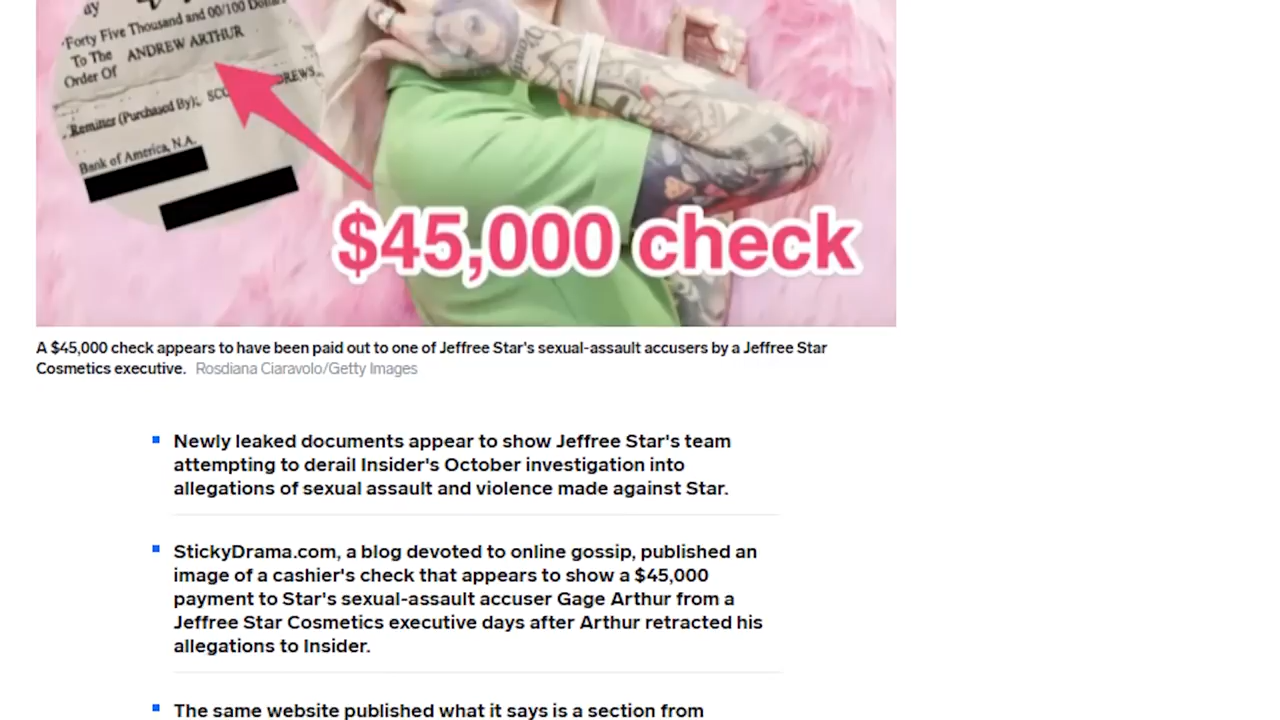 ay
Forty Five Thousand and 00/100 Dollars
To The
Order Of ANDREW ARTHUR
DREWS
Remitter (Purchased By): SCO
Bank of America, N.A.
$45,000 check
A $45,000 check appears to have been paid out to one of Jeffree Star's sexual-assault accusers by a Jeffree Star
Cosmetics executive. Rosdiana Ciaravolo/Getty Images
Newly leaked documents appear to show Jeffree Star's team
attempting to derail Insider's October investigation into
allegations of sexual assault and violence made against Star.
StickyDrama.com, a blog devoted to online gossip, published an
image of a cashier's check that appears to show a $45,000
payment to Star's sexual-assault accuser Gage Arthur from a
Jeffree Star Cosmetics executive days after Arthur retracted his
allegations to Insider.
The same website published what it says is a section from